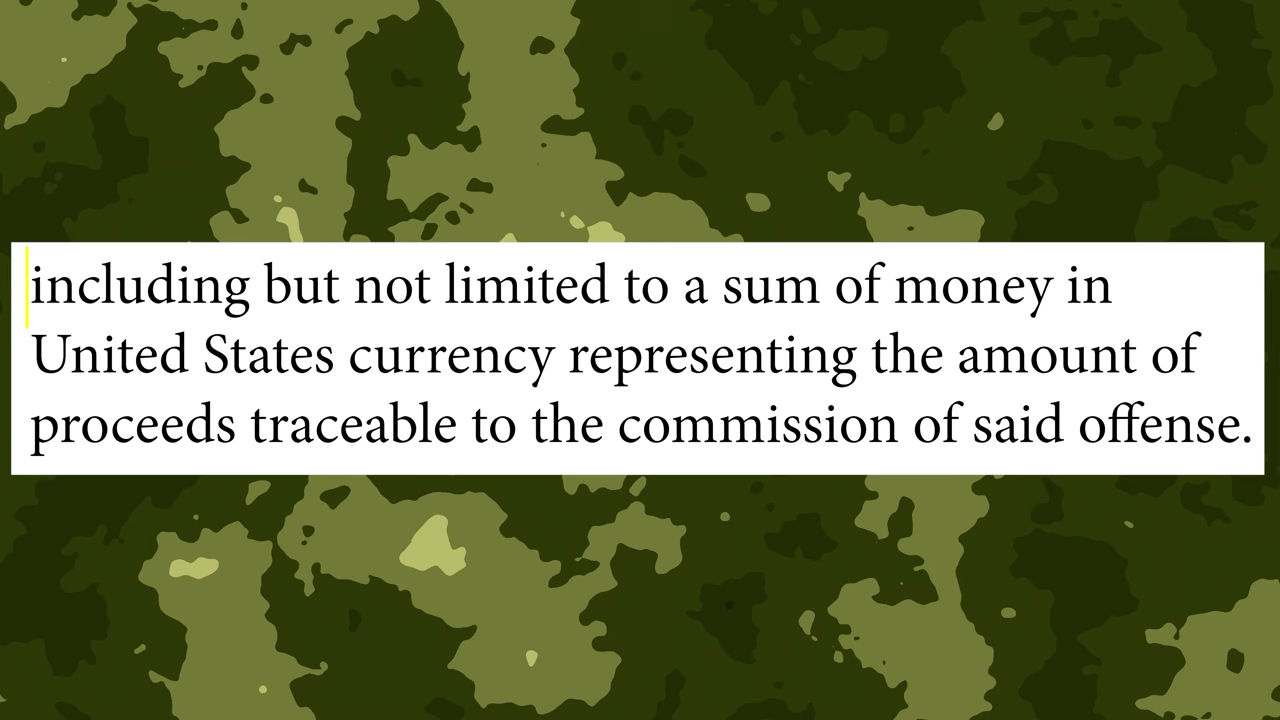 including but not limited to a sum of money in
United States currency representing the amount of
proceeds traceable to the commission of said offense.